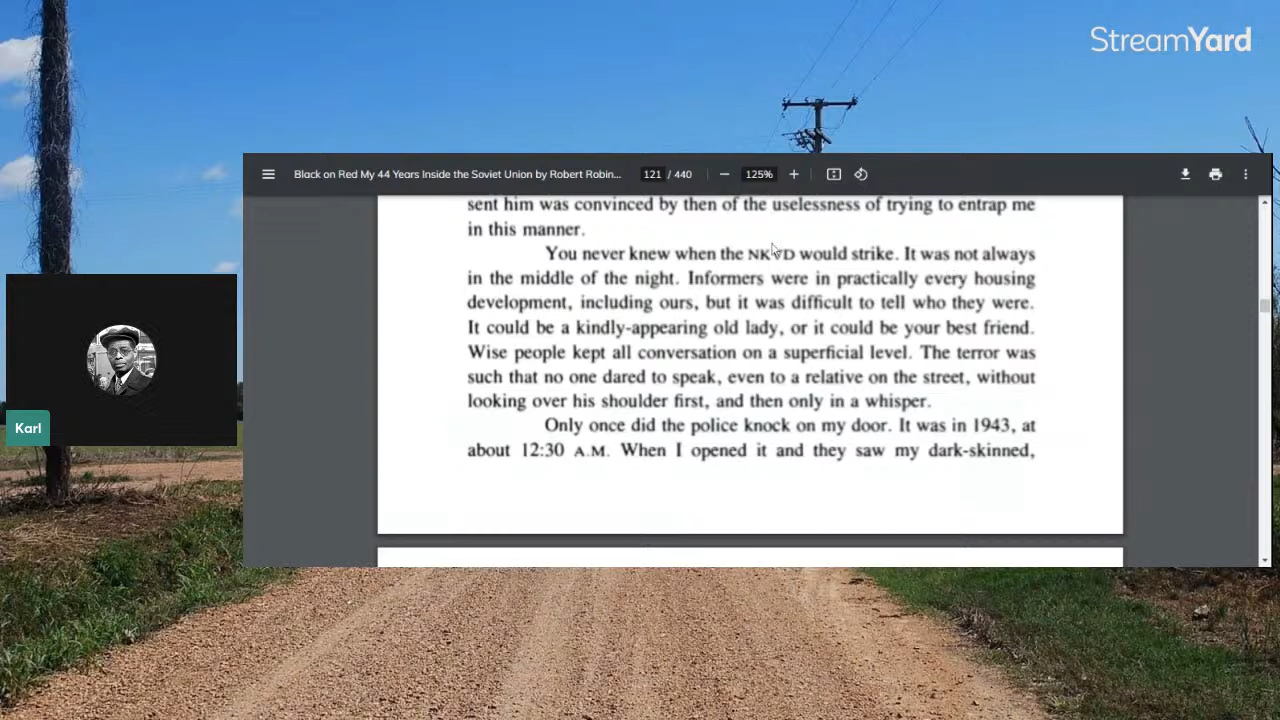 StreamYard
Black on Red My 44 Years Inside the Soviet Union by Robert Robin...
121 / 440
125%
sent him was convinced by then of the uselessness of trying to entrap me
in this manner.
You never knew when the NKVD would strike. It was not always
in the middle of the night. Informers were in practically every housing
development, including ours, but it was difficult to tell who they were.
It could be a kindly-appearing old lady, or it could be your best friend.
Wise people kept all conversation on a superficial level. The terror was
such that no one dared to speak, even to a relative on the street, without
looking over his shoulder first, and then only in a whisper.
Only once did the police knock on my door. It was in 1943, at
about 12:30 A.M. When I opened it and they saw my dark-skinned,
Karl